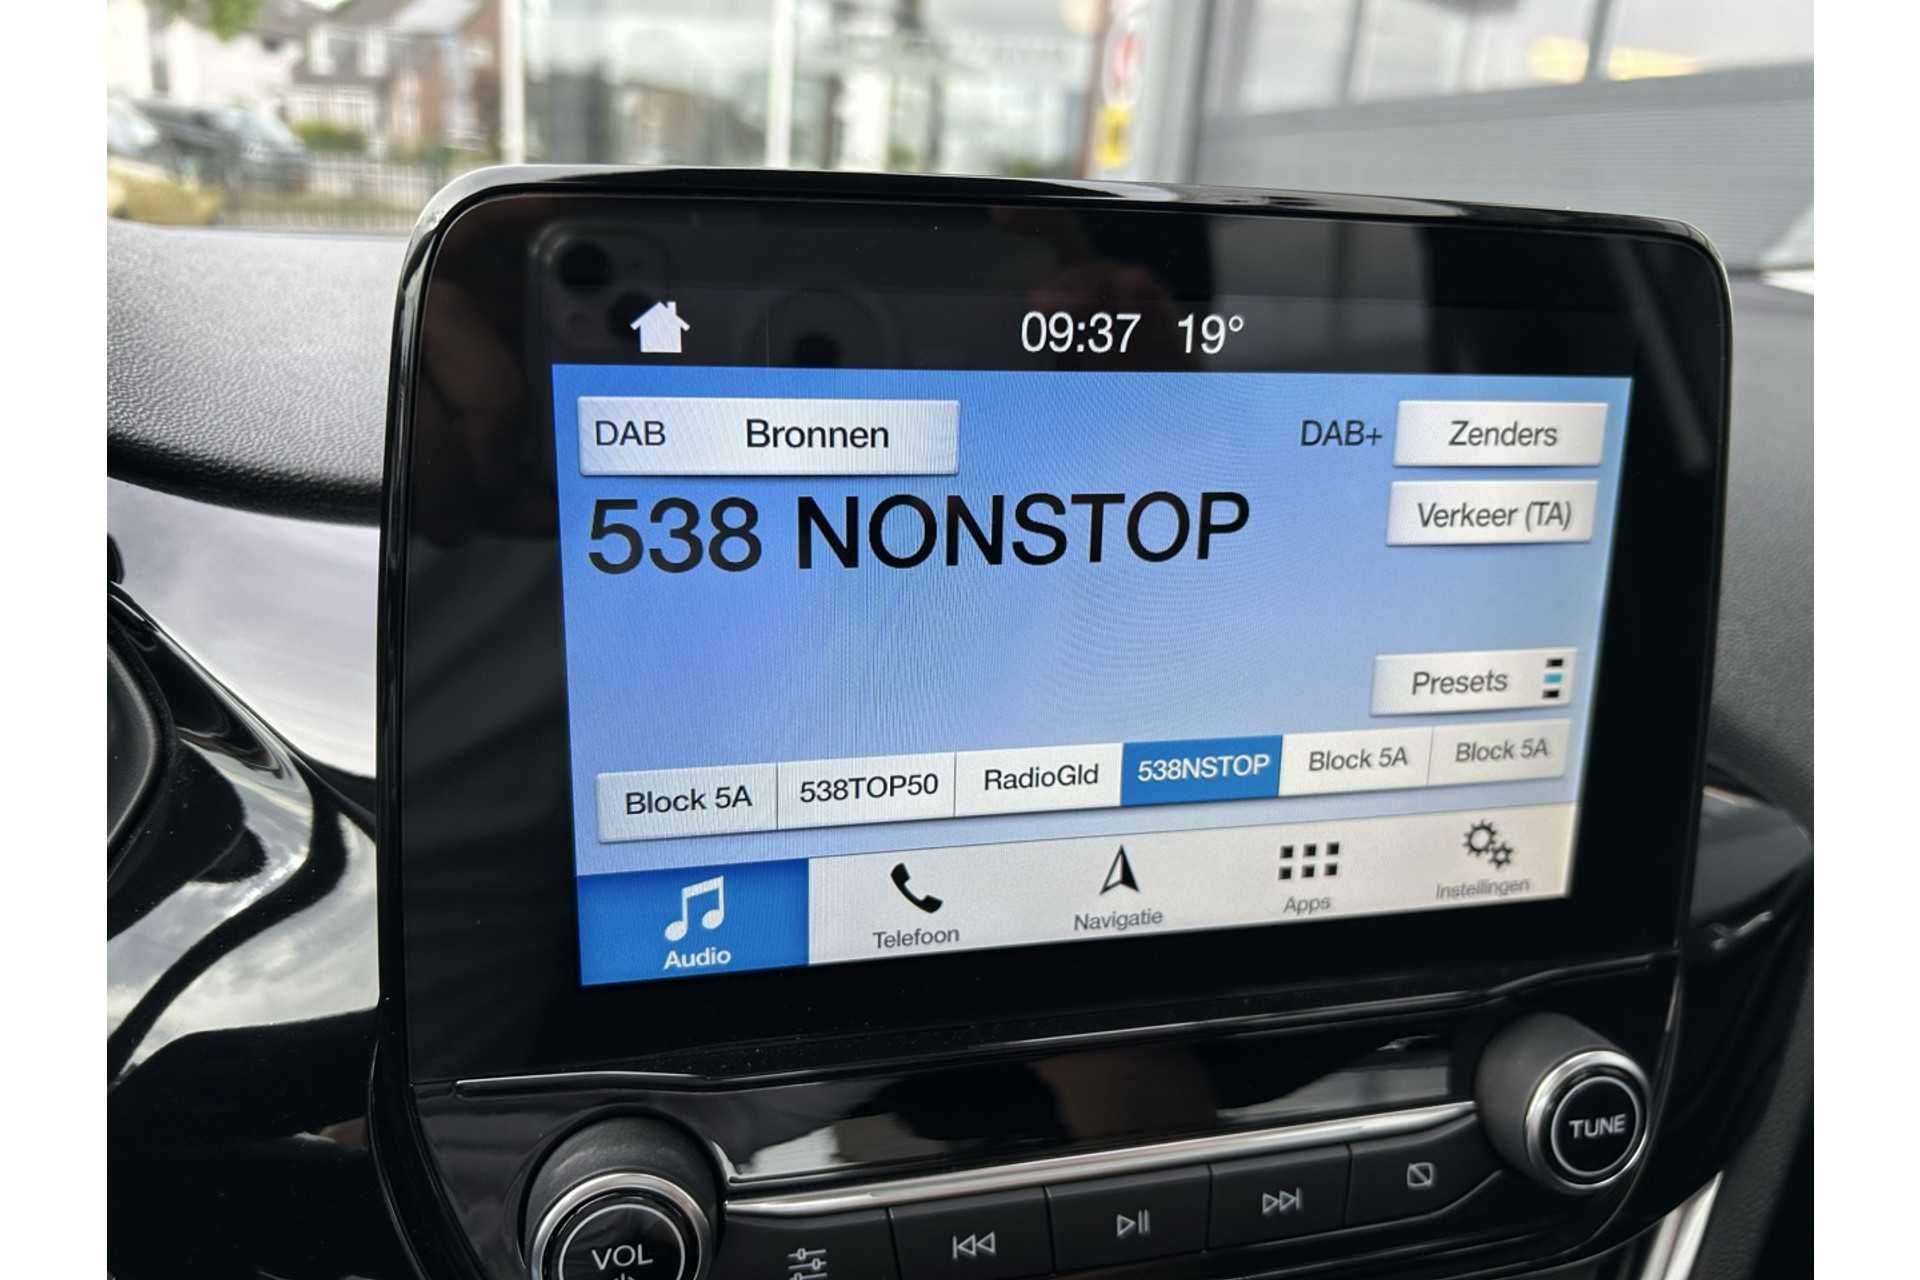 09:37 19°
DAB Bronnen DAB+ Zenders
538 NONSTOP
Verkeer (TA)
Presets
Block 5A 538TOP50 RadioGld 538NSTOP Block 5A Block 5A
Audio Telefoon Navigatie Apps Instellingen
TUNE
VOL